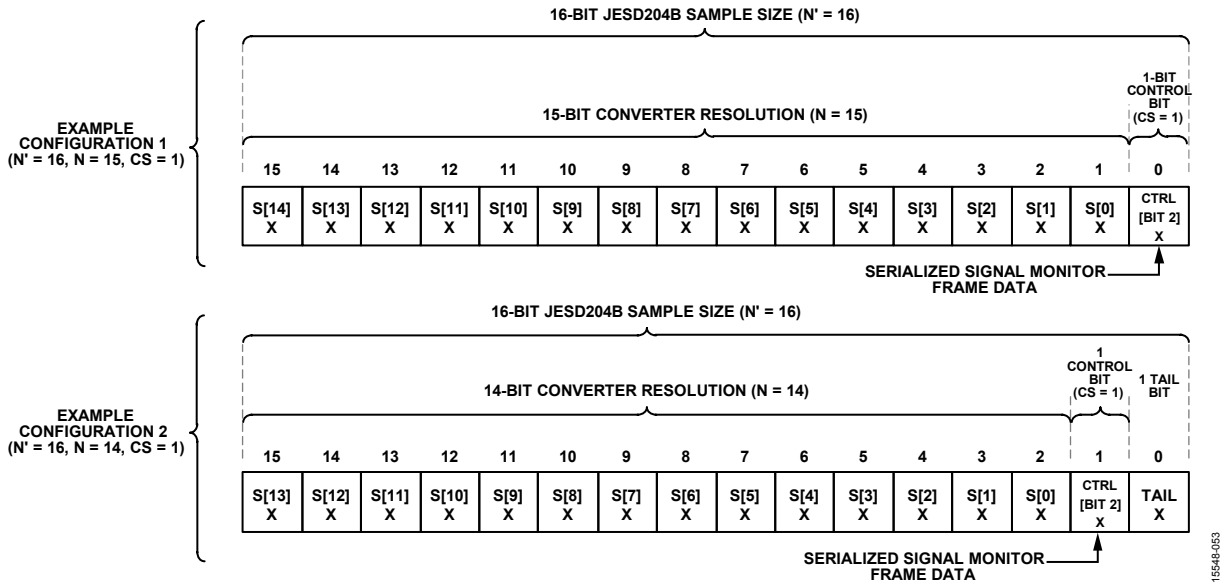 16-BIT JESD204B SAMPLE SIZE (N' = 16)
1-BIT
CONTROL
BIT
(CS = 1)
15-BIT CONVERTER RESOLUTION (N = 15)
EXAMPLE
CONFIGURATION 1
(N' = 16, N = 15, CS = 1)
15 14 13 12 11 10 9 8 7 6 5 4 3 2 1 0
S[14] S[13] S[12] S[11] S[10] S[9] S[8] S[7] S[6] S[5] S[4] S[3] S[2] S[1] S[0] CTRL
[BIT 2]
X X X X X X X X X X X X X X X X
SERIALIZED SIGNAL MONITOR
FRAME DATA
16-BIT JESD204B SAMPLE SIZE (N' = 16)
1
CONTROL
BIT
(CS = 1)
1 TAIL
BIT
14-BIT CONVERTER RESOLUTION (N = 14)
EXAMPLE
CONFIGURATION 2
(N' = 16, N = 14, CS = 1)
15 14 13 12 11 10 9 8 7 6 5 4 3 2 1 0
S[13] S[12] S[11] S[10] S[9] S[8] S[7] S[6] S[5] S[4] S[3] S[2] S[1] S[0] CTRL TAIL
[BIT 2]
X X X X X X X X X X X X X X X X
SERIALIZED SIGNAL MONITOR
FRAME DATA
15548-053